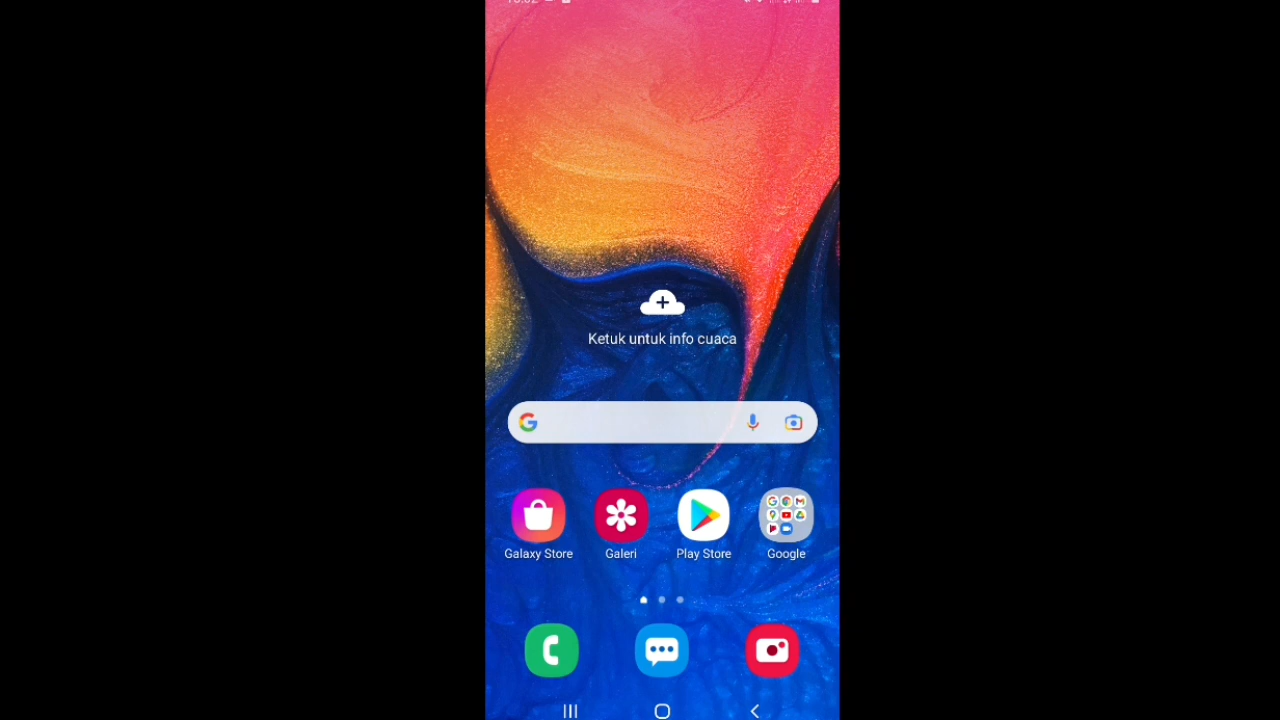 Ketuk untuk info cuaca
Galaxy Store
Galeri
Play Store
Google